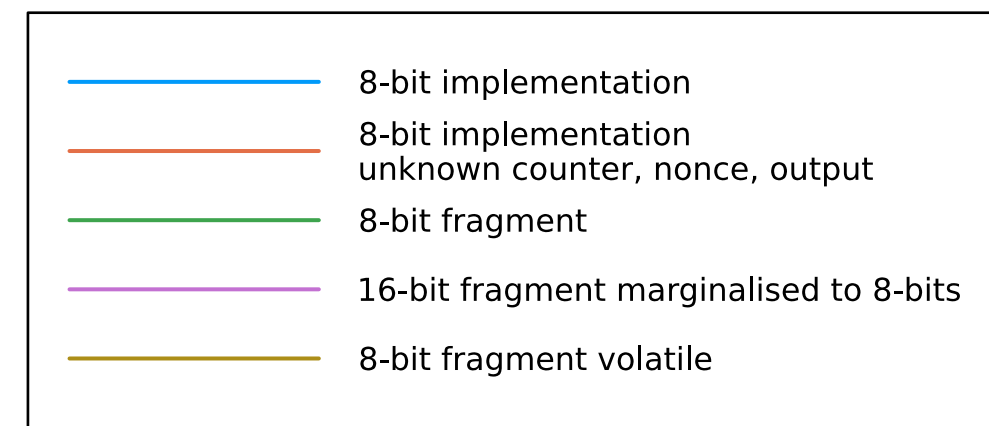 8-bit implementation
8-bit implementation
unknown counter, nonce, output
8-bit fragment
16-bit fragment marginalised to 8-bits
8-bit fragment volatile